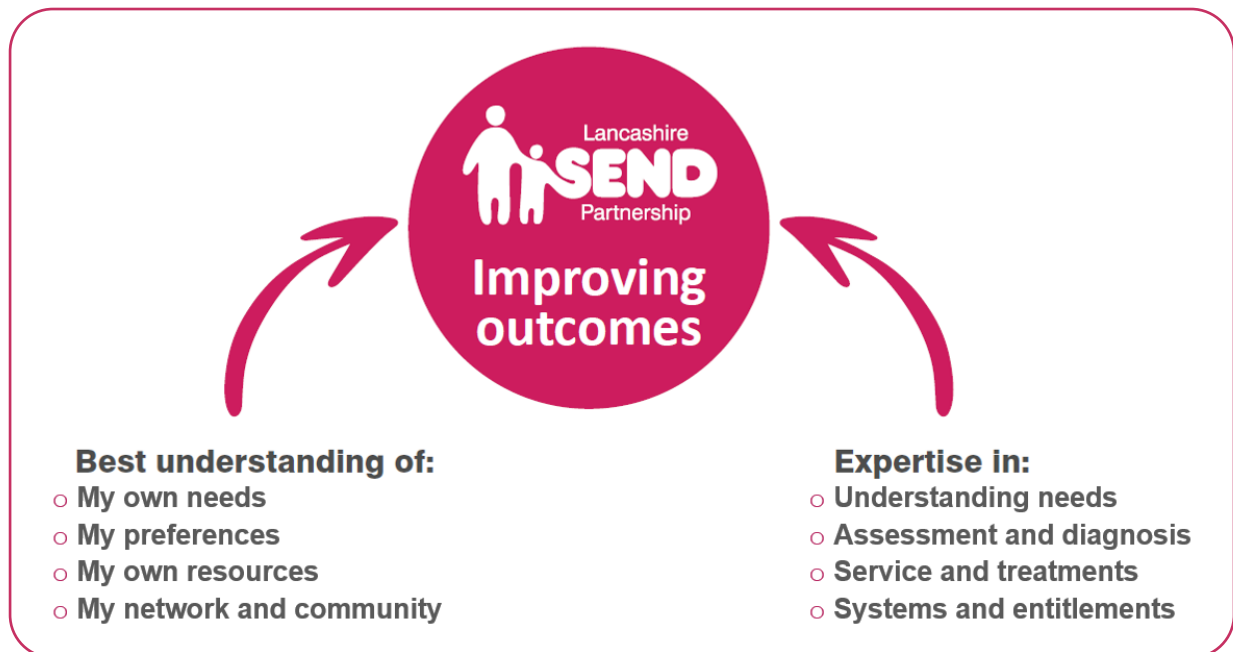 Lancashire
SEND
Partnership
Improving
outcomes
Best understanding of:
o My own needs
o My preferences
o My own resources
o My network and community
Expertise in:
o Understanding needs
o Assessment and diagnosis
o Service and treatments
o Systems and entitlements